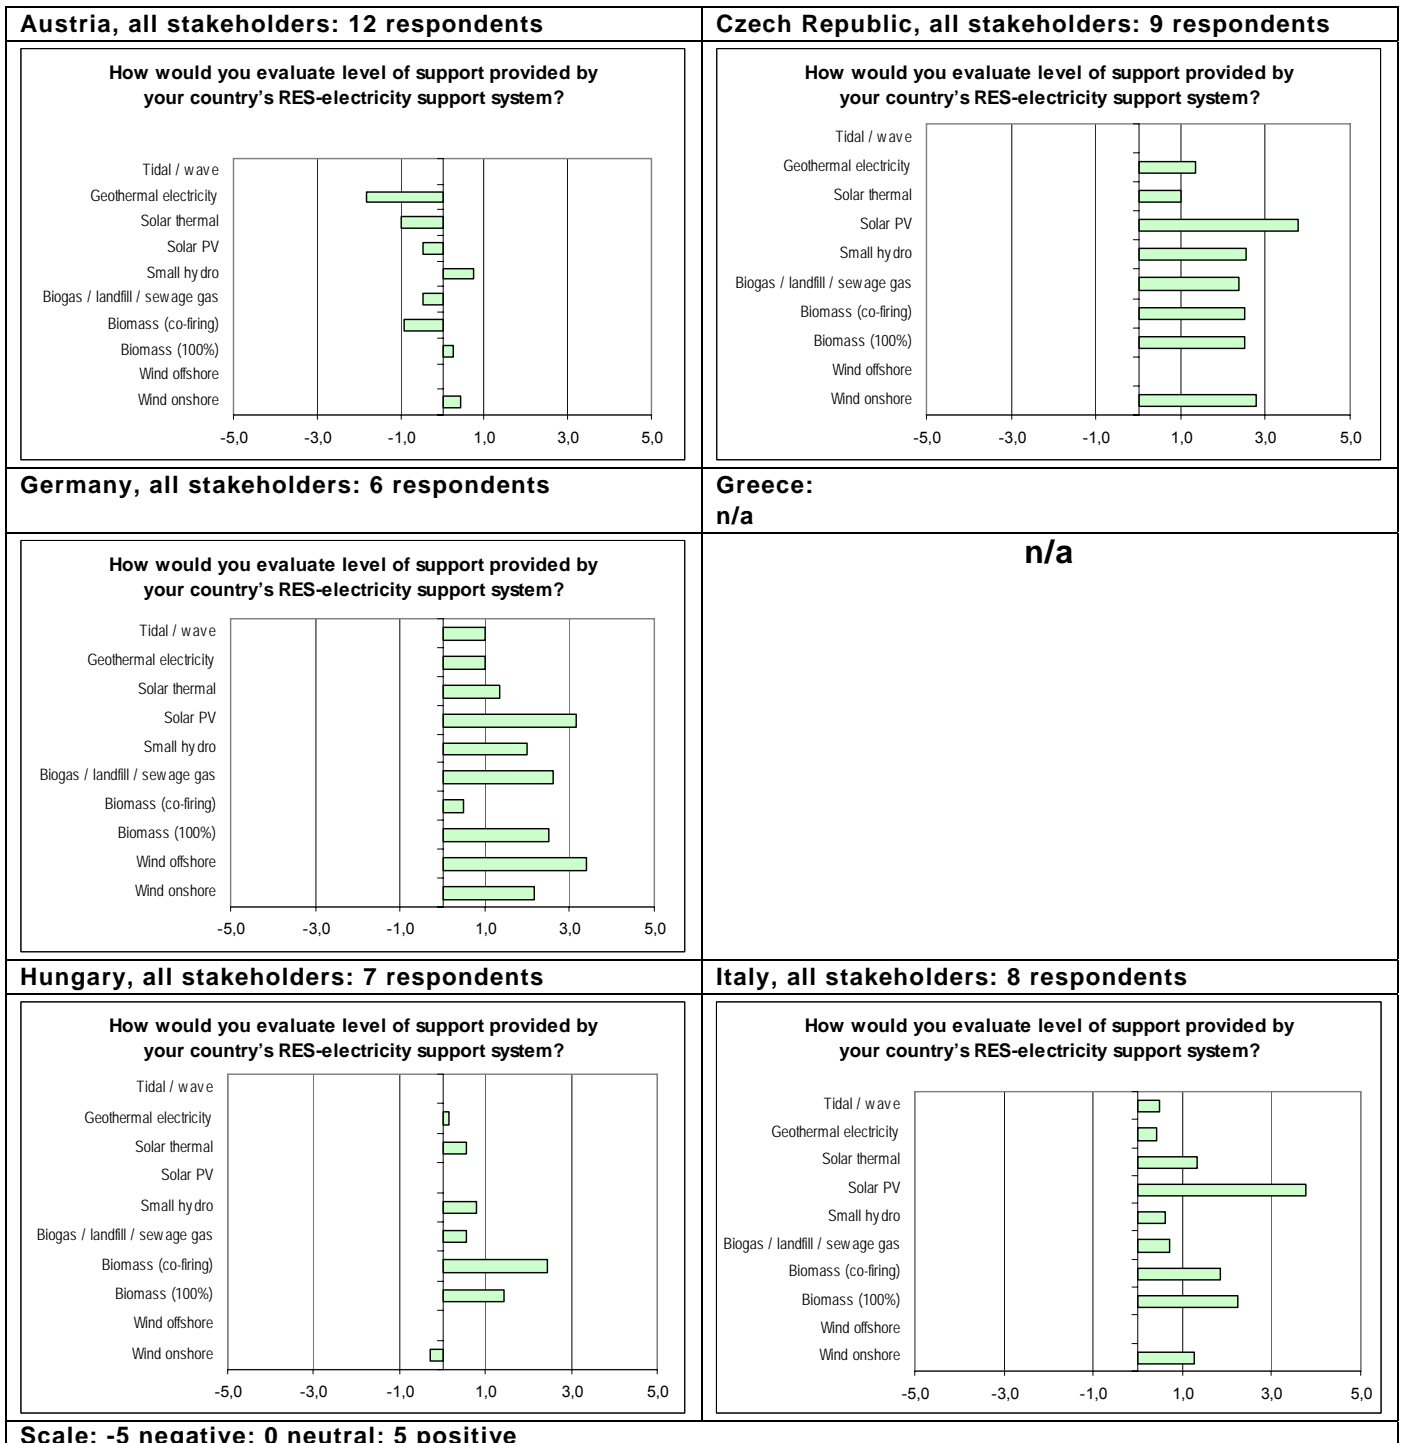 Austria, all stakeholders: 12 respondents
Czech Republic, all stakeholders: 9 respondents
How would you evaluate level of support provided by
your country's RES-electricity support system?
Tidal / wave
Geothermal electricity
Solar thermal
Solar PV
Small hydro
Biogas / landfill / sewage gas
Biomass (co-firing)
Biomass (100%)
Wind offshore
Wind onshore
-5,0 -3,0 -1,0 1,0 3,0 5,0
How would you evaluate level of support provided by
your country's RES-electricity support system?
Tidal / wave
Geothermal electricity
Solar thermal
Solar PV
Small hydro
Biogas / landfill / sewage gas
Biomass (co-firing)
Biomass (100%)
Wind offshore
Wind onshore
-5,0 -3,0 -1,0 1,0 3,0 5,0
Germany, all stakeholders: 6 respondents
Greece:
n/a
How would you evaluate level of support provided by
your country's RES-electricity support system?
Tidal / wave
Geothermal electricity
Solar thermal
Solar PV
Small hydro
Biogas / landfill / sewage gas
Biomass (co-firing)
Biomass (100%)
Wind offshore
Wind onshore
-5,0 -3,0 -1,0 1,0 3,0 5,0
n/a
Hungary, all stakeholders: 7 respondents
Italy, all stakeholders: 8 respondents
How would you evaluate level of support provided by
your country's RES-electricity support system?
Tidal / wave
Geothermal electricity
Solar thermal
Solar PV
Small hydro
Biogas / landfill / sewage gas
Biomass (co-firing)
Biomass (100%)
Wind offshore
Wind onshore
-5,0 -3,0 -1,0 1,0 3,0 5,0
How would you evaluate level of support provided by
your country's RES-electricity support system?
Tidal / wave
Geothermal electricity
Solar thermal
Solar PV
Small hydro
Biogas / landfill / sewage gas
Biomass (co-firing)
Biomass (100%)
Wind offshore
Wind onshore
-5,0 -3,0 -1,0 1,0 3,0 5,0
Scale: -5 negative; 0 neutral; 5 positive